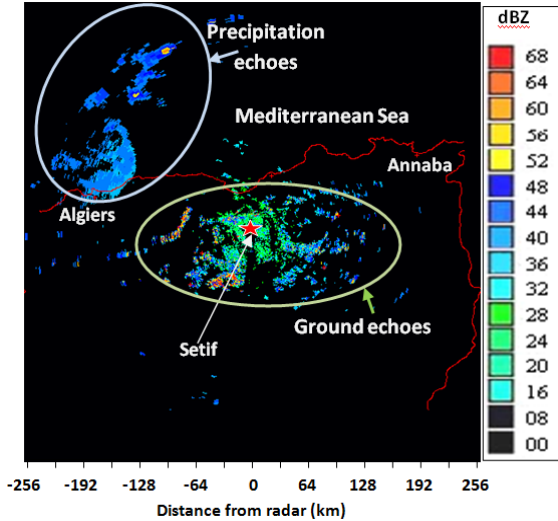 dBZ
Precipitation
echoes
Mediterranean Sea
Annaba
Algiers
Ground echoes
Setif
68
64
60
56
52
48
44
40
36
32
28
24
20
16
08
00
-256 -192 -128 -64 0 64 128 192 256
Distance from radar (km)